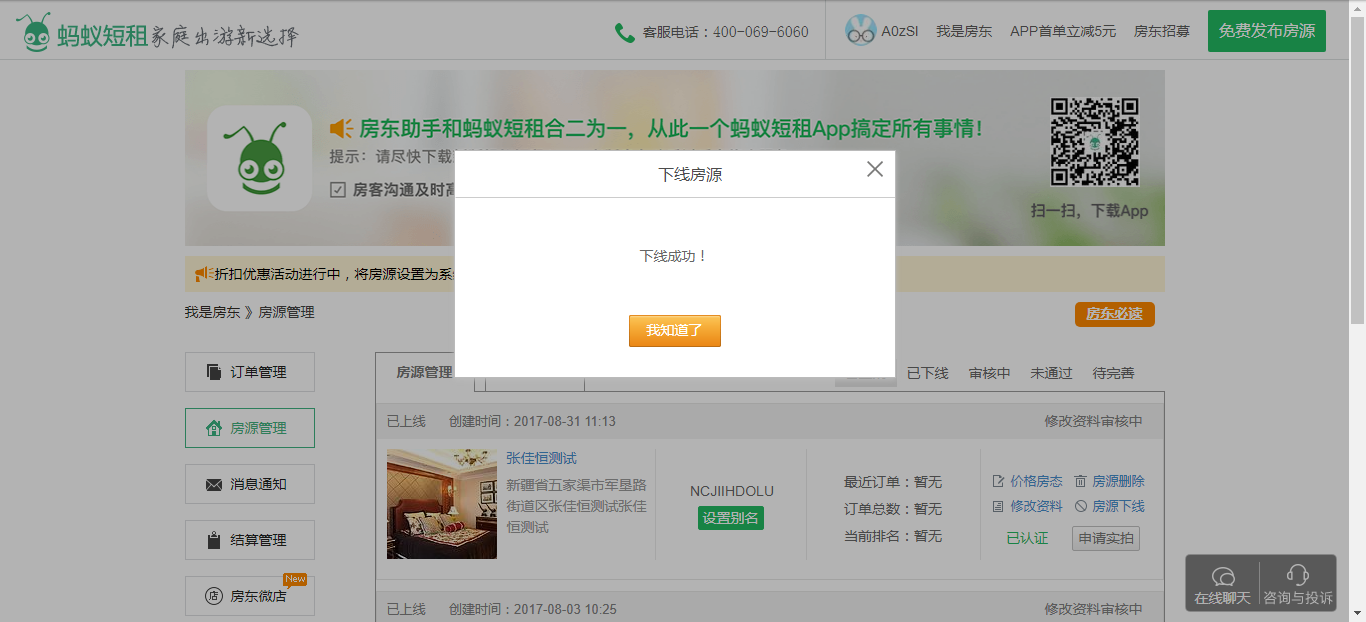 蚂蚁短租 家庭出游新选择
客服电话：400-069-6060
A0zSI 我是房东 APP首单立减5元 房东招募 免费发布房源
房东助手和蚂蚁短租合二为一，从此一个蚂蚁短租App搞定所有事情！
提示：请尽快下载
房客沟通及时高
扫一扫，下载App
下线房源
下线成功！
我知道了
折扣优惠活动进行中，将房源设置为系
我是房东 》 房源管理
房东必读
订单管理
房源管理
消息通知
结算管理
店 房东微店 New
房源管理
已下线 审核中 未通过 待完善
已上线 创建时间：2017-08-31 11:13 修改资料审核中
张佳恒测试
新疆省五家渠市军垦路
街道区张佳恒测试张佳
恒测试
NCJIIHDOLU
设置别名
最近订单：暂无
订单总数：暂无
当前排名：暂无
价格房态 房源删除
修改资料 房源下线
已认证 申请实拍
已上线 创建时间：2017-08-03 10:25 修改资料审核中
在线聊天 咨询与投诉